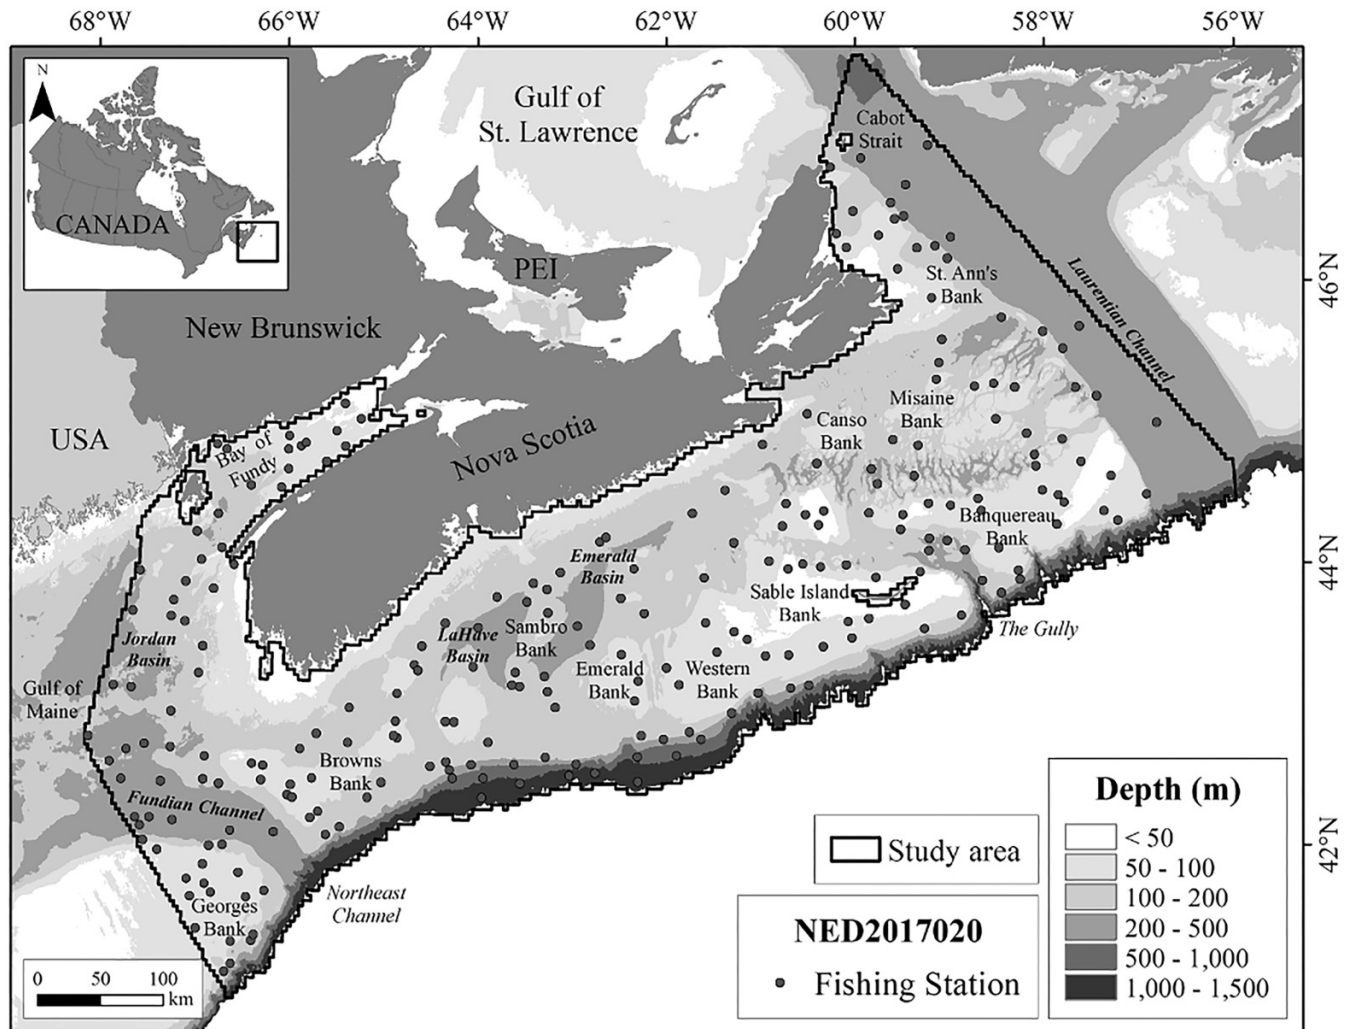 68°W 66°W 64°W 62°W 60°W 58°W 56°W
N
CANADA
Gulf of
St. Lawrence
Cabot
Strait
PEI
New Brunswick
St. Ann's
Bank
46°N
Laurentian Channel
USA
Bay of
Fundy
Nova Scotia
Misaine
Bank
Canso
Bank
Banquereau
Bank
44°N
Emerald
Basin
Sable Island
Bank
The Gully
Jordan
Basin
LaHave
Basin
Sambro
Bank
Emerald
Bank
Western
Bank
Gulf of
Maine
Browns
Bank
Fundian Channel
42°N
Northeast
Channel
Georges
Bank
0 50 100
km
Study area
NED2017020
Fishing Station
Depth (m)
< 50
50 - 100
100 - 200
200 - 500
500 - 1,000
1,000 - 1,500